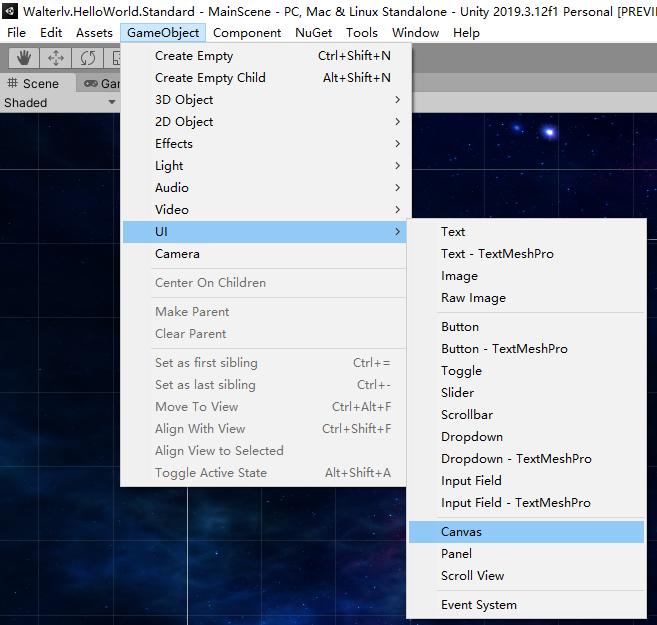 Walterlv.HelloWorld.Standard - MainScene - PC, Mac & Linux Standalone - Unity 2019.3.12f1 Personal [PREVI
File Edit Assets GameObject Component NuGet Tools Window Help
Scene
Shaded
Create Empty Ctrl+Shift+N
Create Empty Child Alt+Shift+N
3D Object
2D Object
Effects
Light
Audio
Video
UI
Camera
Center On Children
Make Parent
Clear Parent
Set as first sibling Ctrl+=
Set as last sibling Ctrl+-
Move To View Ctrl+Alt+F
Align With View Ctrl+Shift+F
Align View to Selected
Toggle Active State Alt+Shift+A
Text
Text - TextMeshPro
Image
Raw Image
Button
Button - TextMeshPro
Toggle
Slider
Scrollbar
Dropdown
Dropdown - TextMeshPro
Input Field
Input Field - TextMeshPro
Canvas
Panel
Scroll View
Event System